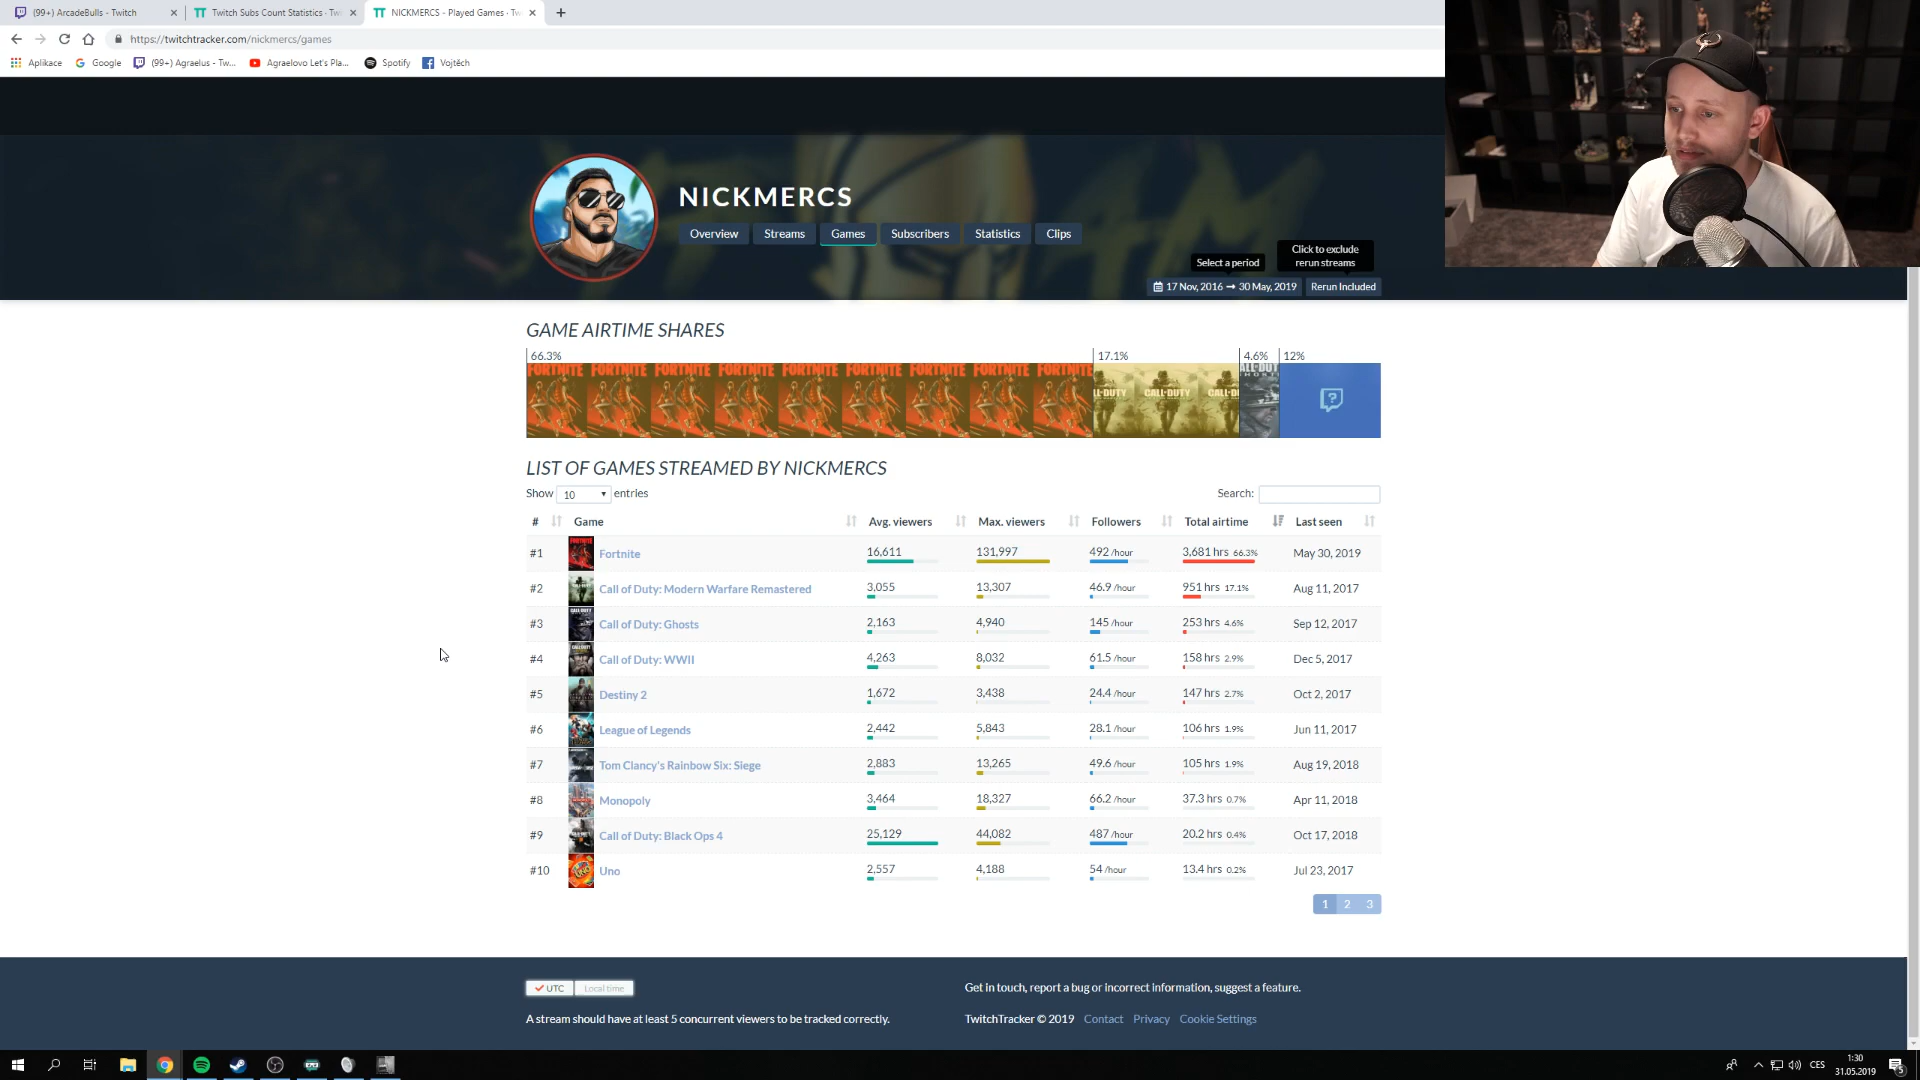 (99+) ArcadeBulls - Twitch
Twitch Subs Count Statistics · Tw
NICKMERCS - Played Games · Tw
https://twitchtracker.com/nickmercs/games
Aplikace
Google
(99+) Agraelus - Tw...
Agraelovo Let's Pla...
Spotify
Vojtěch
NICKMERCS
Overview Streams Games Subscribers Statistics Clips
Click to exclude
rerun streams
Select a period
17 Nov, 2016 → 30 May, 2019
Rerun Included
GAME AIRTIME SHARES
66.3% 17.1% 4.6% 12%
FORTNITE FORTNITE FORTNITE FORTNITE FORTNITE FORTNITE FORTNITE FORTNITE FORTNITE
LIST OF GAMES STREAMED BY NICKMERCS
Show 10 entries Search:
# Game Avg. viewers Max. viewers Followers Total airtime Last seen
#1 Fortnite 16,611 131,997 492 /hour 3,681 hrs 66.3% May 30, 2019
#2 Call of Duty: Modern Warfare Remastered 3,055 13,307 46.9 /hour 951 hrs 17.1% Aug 11, 2017
#3 Call of Duty: Ghosts 2,163 4,940 145 /hour 253 hrs 4.6% Sep 12, 2017
#4 Call of Duty: WWII 4,263 8,032 61.5 /hour 158 hrs 2.9% Dec 5, 2017
#5 Destiny 2 1,672 3,438 24.4 /hour 147 hrs 2.7% Oct 2, 2017
#6 League of Legends 2,442 5,843 28.1 /hour 106 hrs 1.9% Jun 11, 2017
#7 Tom Clancy's Rainbow Six: Siege 2,883 13,265 49.6 /hour 105 hrs 1.9% Aug 19, 2018
#8 Monopoly 3,464 18,327 66.2 /hour 37.3 hrs 0.7% Apr 11, 2018
#9 Call of Duty: Black Ops 4 25,129 44,082 487 /hour 20.2 hrs 0.4% Oct 17, 2018
#10 Uno 2,557 4,188 54 /hour 13.4 hrs 0.2% Jul 23, 2017
1 2 3
UTC Local time
Get in touch, report a bug or incorrect information, suggest a feature.
A stream should have at least 5 concurrent viewers to be tracked correctly.
TwitchTracker © 2019 Contact Privacy Cookie Settings
CES
1:30
31.05.2019